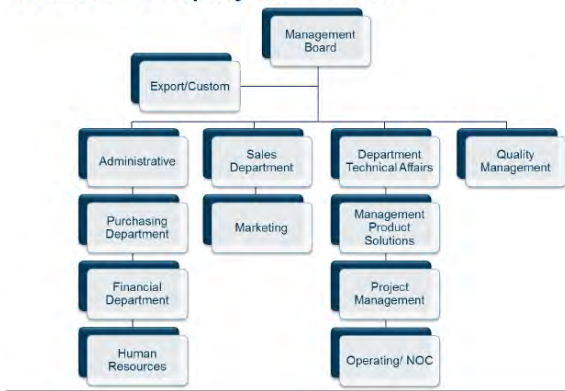 Management
Board
Export/Custom
Administrative
Sales
Department
Department
Technical Affairs
Quality
Management
Purchasing
Department
Marketing
Management
Product
Solutions
Financial
Department
Project
Management
Human
Resources
Operating/ NOC